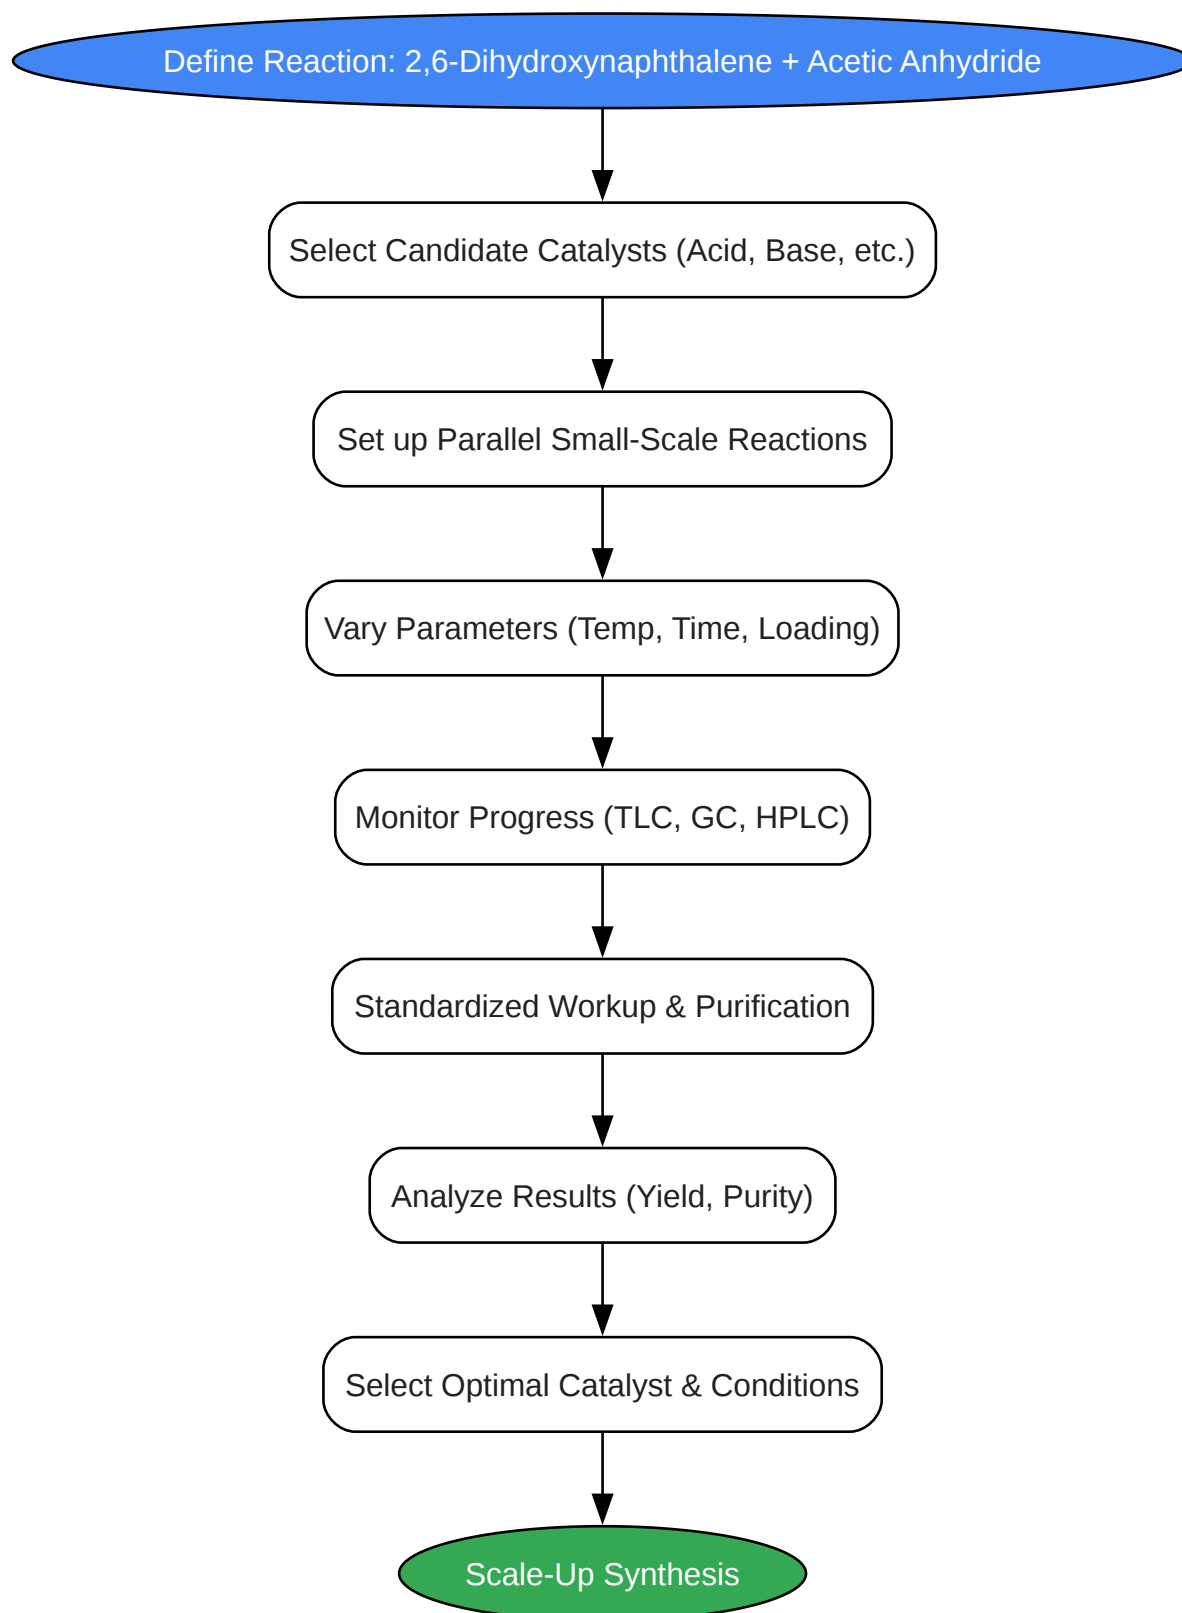 Define Reaction: 2,6-Dihydroxynaphthalene + Acetic Anhydride
Select Candidate Catalysts (Acid, Base, etc.)
Set up Parallel Small-Scale Reactions
Vary Parameters (Temp, Time, Loading)
Monitor Progress (TLC, GC, HPLC)
Standardized Workup & Purification
Analyze Results (Yield, Purity)
Select Optimal Catalyst & Conditions
Scale-Up Synthesis